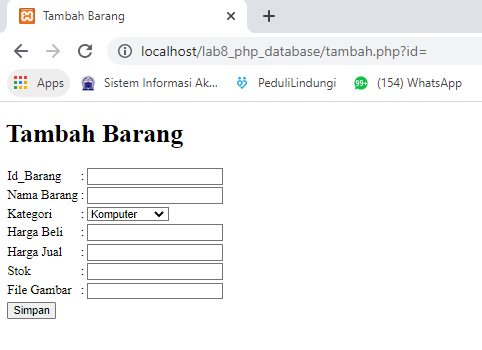 Tambah Barang
localhost/lab8_php_database/tambah.php?id=
Apps Sistem Informasi Ak... PeduliLindungi 99+ (154) WhatsApp
Tambah Barang
Id_Barang :
Nama Barang :
Kategori : Komputer
Harga Beli :
Harga Jual :
Stok :
File Gambar :
Simpan